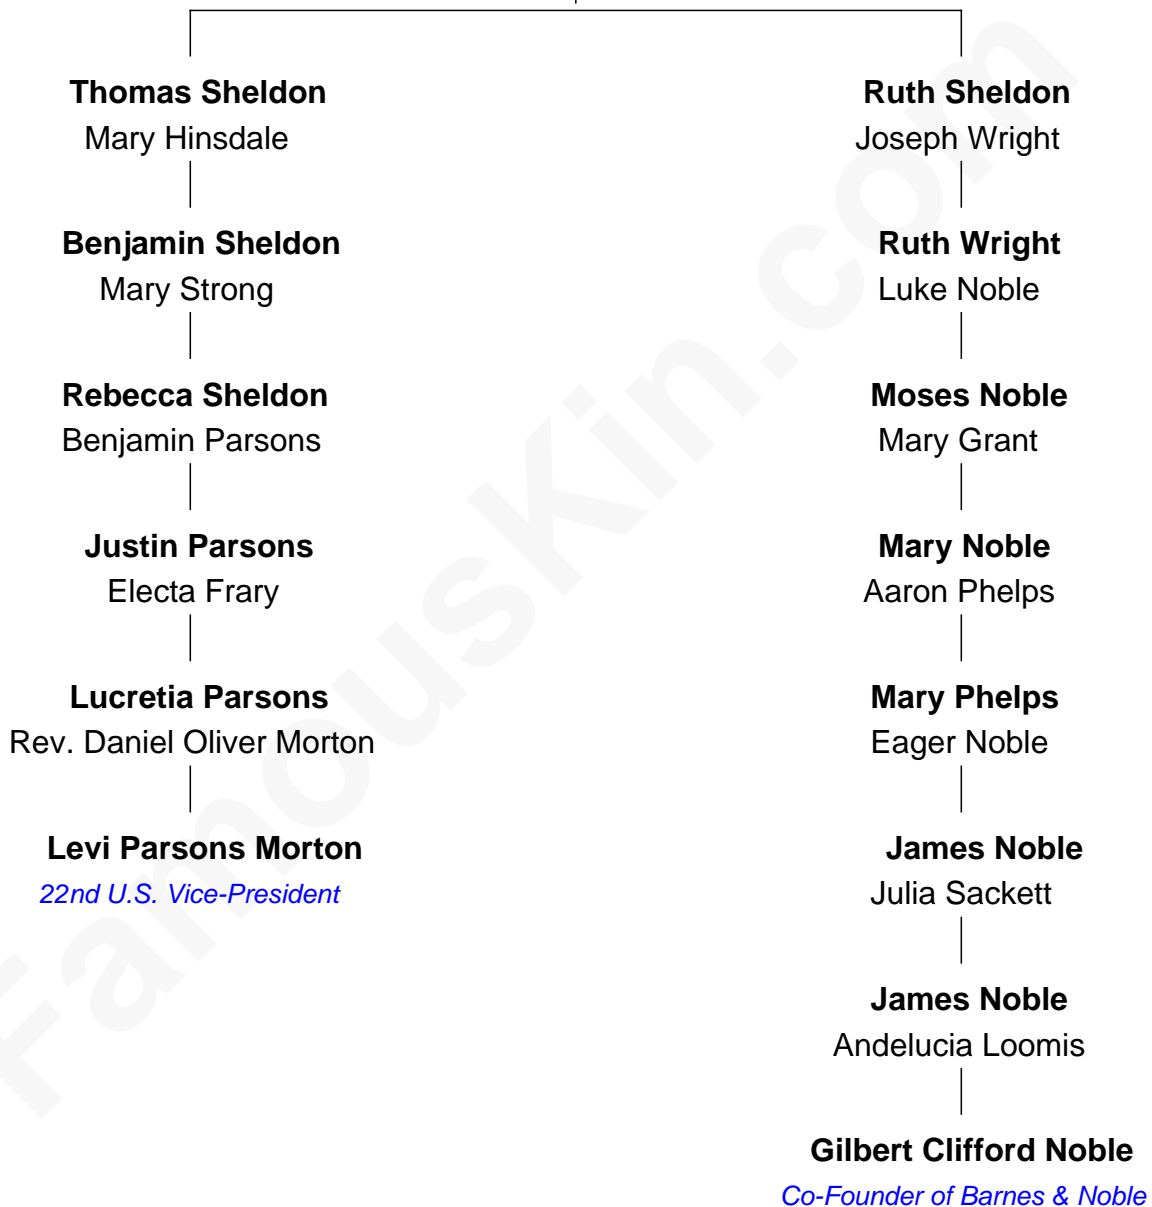 Thomas Sheldon
Mary Hinsdale
Benjamin Sheldon
Mary Strong
Rebecca Sheldon
Benjamin Parsons
Justin Parsons
Electa Frary
Lucretia Parsons
Rev. Daniel Oliver Morton
Levi Parsons Morton
22nd U.S. Vice-President
Ruth Sheldon
Joseph Wright
Ruth Wright
Luke Noble
Moses Noble
Mary Grant
Mary Noble
Aaron Phelps
Mary Phelps
Eager Noble
James Noble
Julia Sackett
James Noble
Andelucia Loomis
Gilbert Clifford Noble
Co-Founder of Barnes & Noble
FamousKin.com